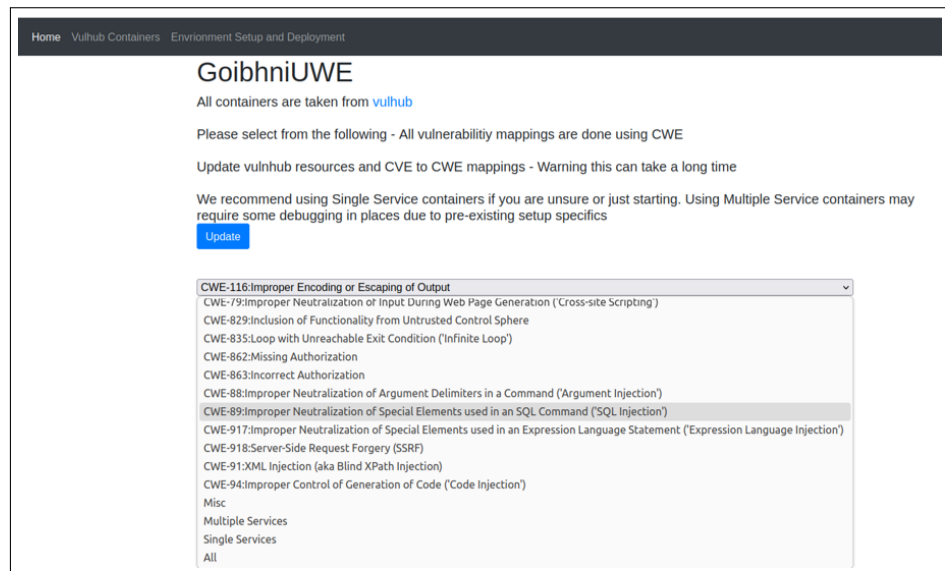 Home Vulhub Containers Envrionment Setup and Deployment
GoibhniUWE
All containers are taken from vulhub
Please select from the following - All vulnerabilitiy mappings are done using CWE
Update vulnhub resources and CVE to CWE mappings - Warning this can take a long time
We recommend using Single Service containers if you are unsure or just starting. Using Multiple Service containers may
require some debugging in places due to pre-existing setup specifics
Update
CWE-116:Improper Encoding or Escaping of Output
CWE-79:Improper Neutralization of Input During Web Page Generation ('Cross-site Scripting')
CWE-829:Inclusion of Functionality from Untrusted Control Sphere
CWE-835:Loop with Unreachable Exit Condition ('Infinite Loop')
CWE-862:Missing Authorization
CWE-863:Incorrect Authorization
CWE-88:Improper Neutralization of Argument Delimiters in a Command ('Argument Injection')
CWE-89:Improper Neutralization of Special Elements used in an SQL Command ('SQL Injection')
CWE-917:Improper Neutralization of Special Elements used in an Expression Language Statement ('Expression Language Injection')
CWE-918:Server-Side Request Forgery (SSRF)
CWE-91:XML Injection (aka Blind XPath Injection)
CWE-94:Improper Control of Generation of Code ('Code Injection')
Misc
Multiple Services
Single Services
All